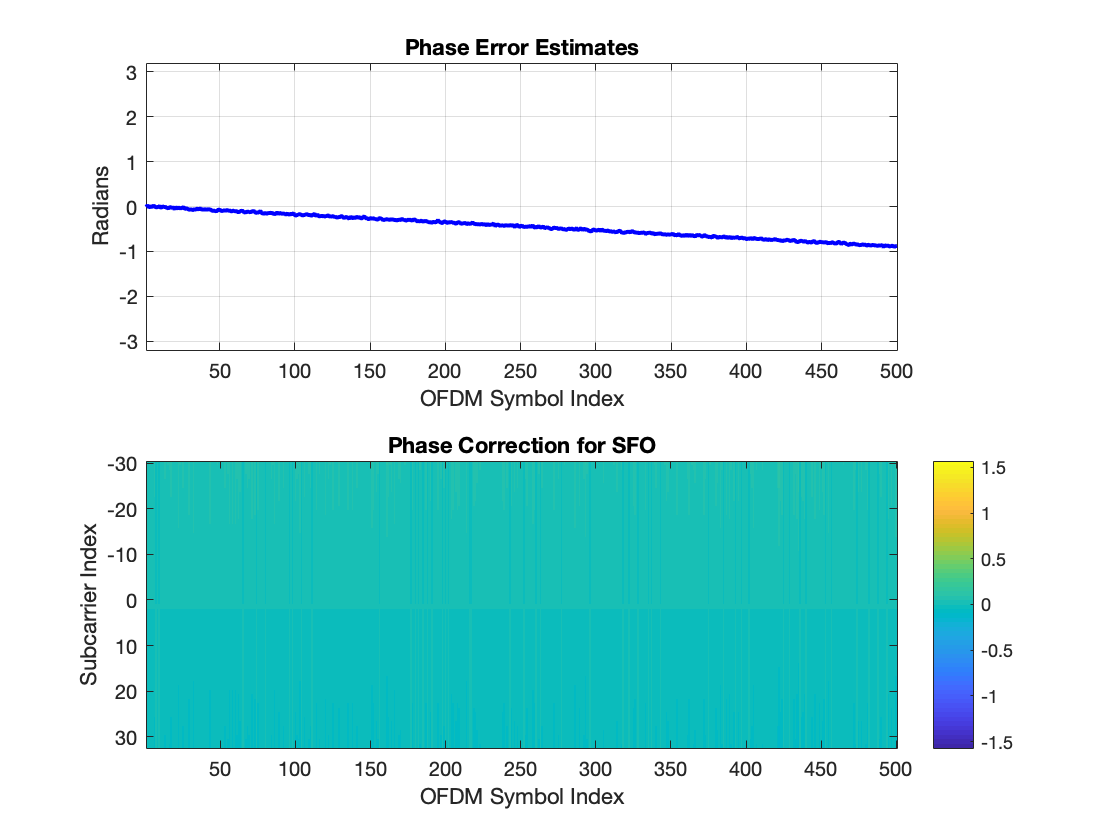 Phase Error Estimates
3
2
1
0
-1
-2
-3
Radians
50 100 150 200 250 300 350 400 450 500
OFDM Symbol Index
Phase Correction for SFO
-30
-20
-10
0
10
20
30
Subcarrier Index
50 100 150 200 250 300 350 400 450 500
OFDM Symbol Index
1.5
1
0.5
0
-0.5
-1
-1.5